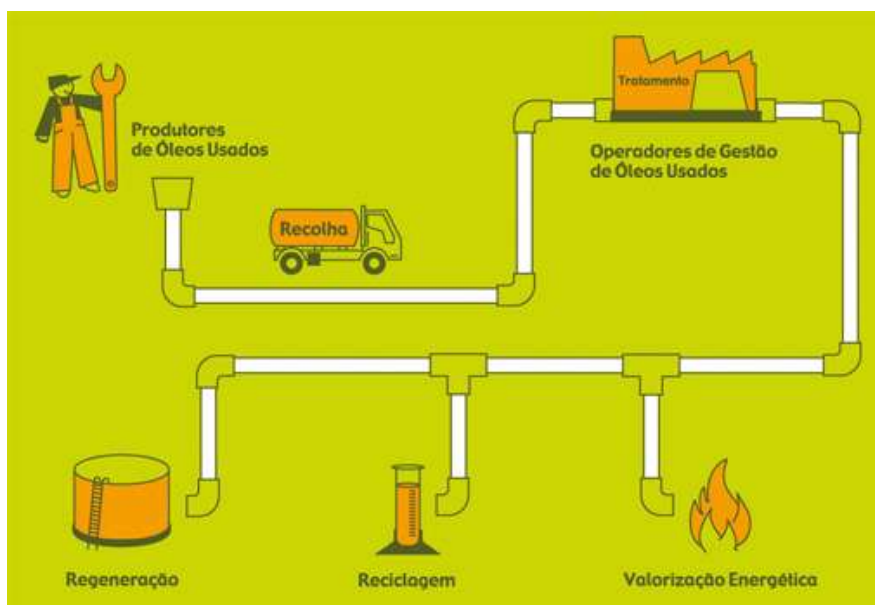 Produtores
de Óleos Usados
Recolha
Tratamento
Operadores de Gestão
de Óleos Usados
Regeneração
Reciclagem
Valorização Energética